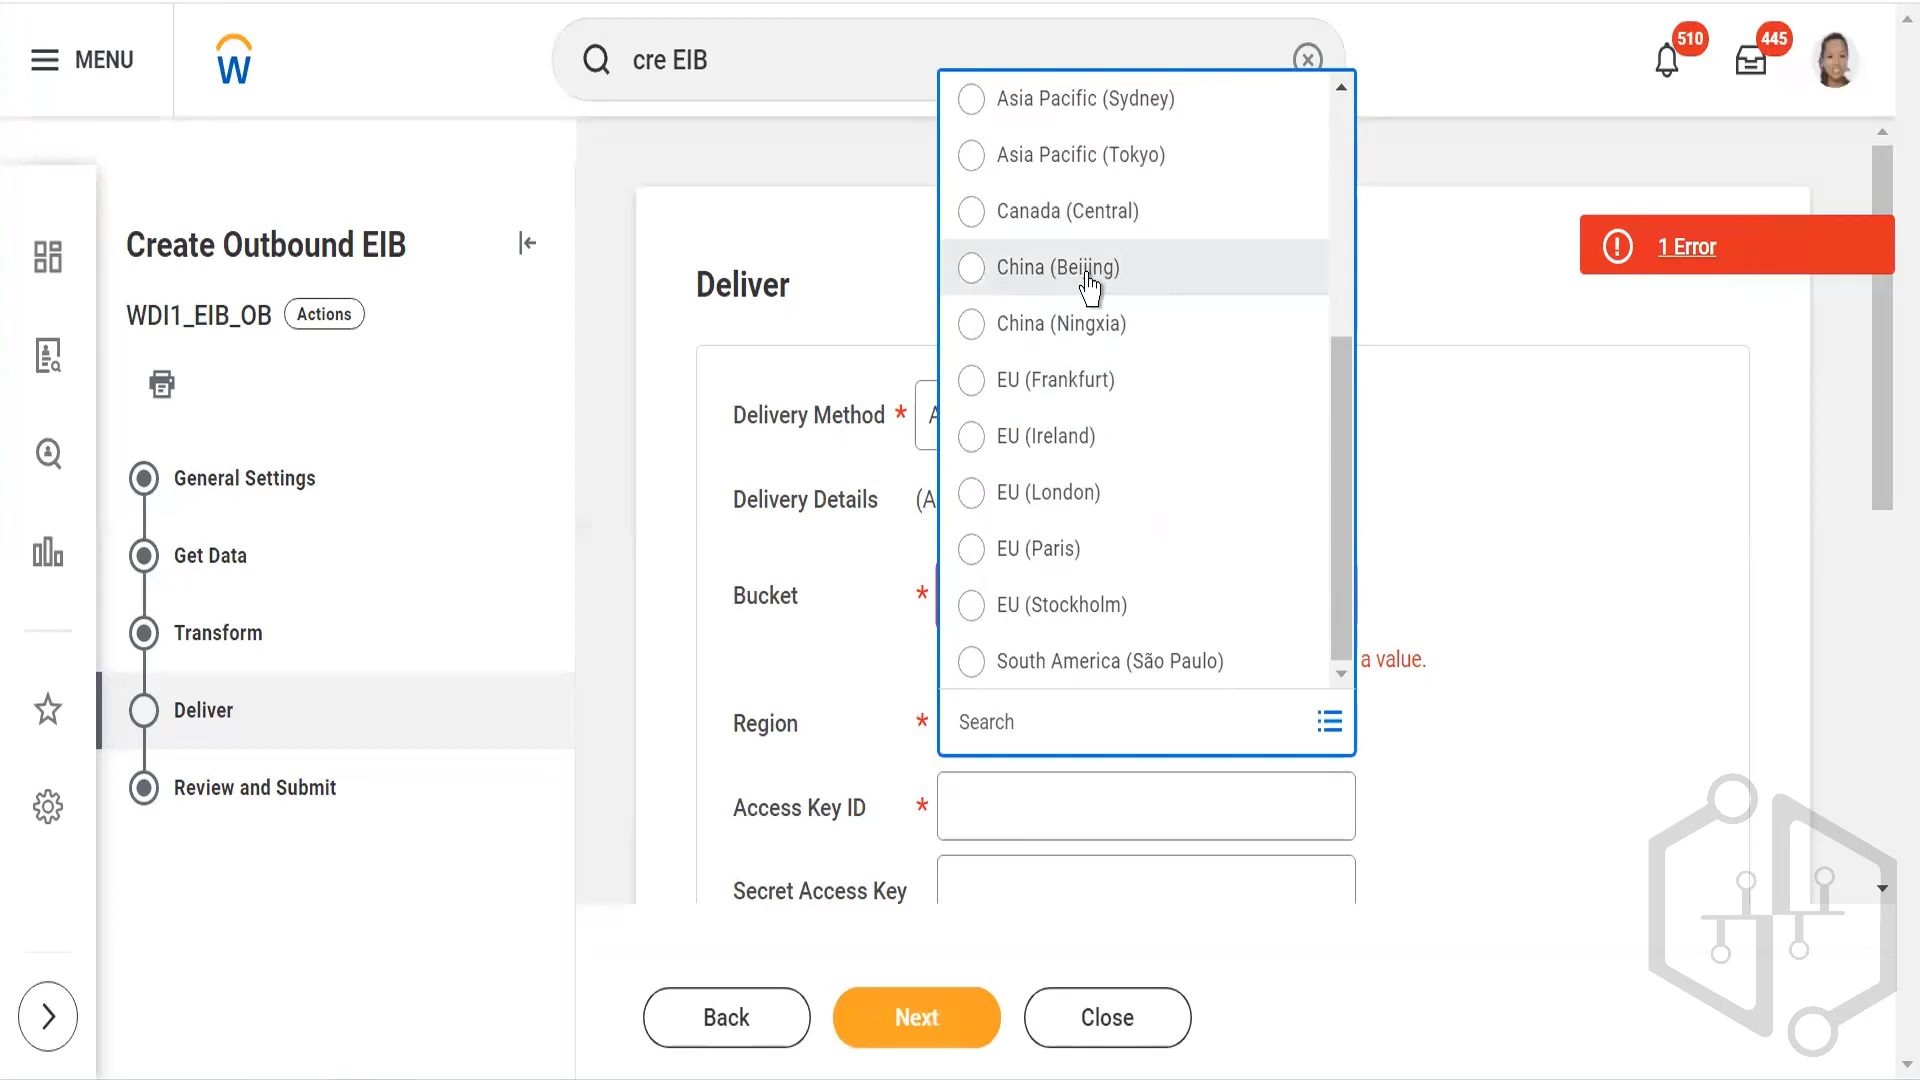 MENU
W
cre EIB
510
445
Create Outbound EIB
WDI1_EIB_OB
Actions
General Settings
Get Data
Transform
Deliver
Review and Submit
Deliver
1 Error
Delivery Method *
Delivery Details (A
Bucket *
a value.
Region *
Access Key ID *
Secret Access Key
Asia Pacific (Sydney)
Asia Pacific (Tokyo)
Canada (Central)
China (Beijing)
China (Ningxia)
EU (Frankfurt)
EU (Ireland)
EU (London)
EU (Paris)
EU (Stockholm)
South America (São Paulo)
Search
Back
Next
Close